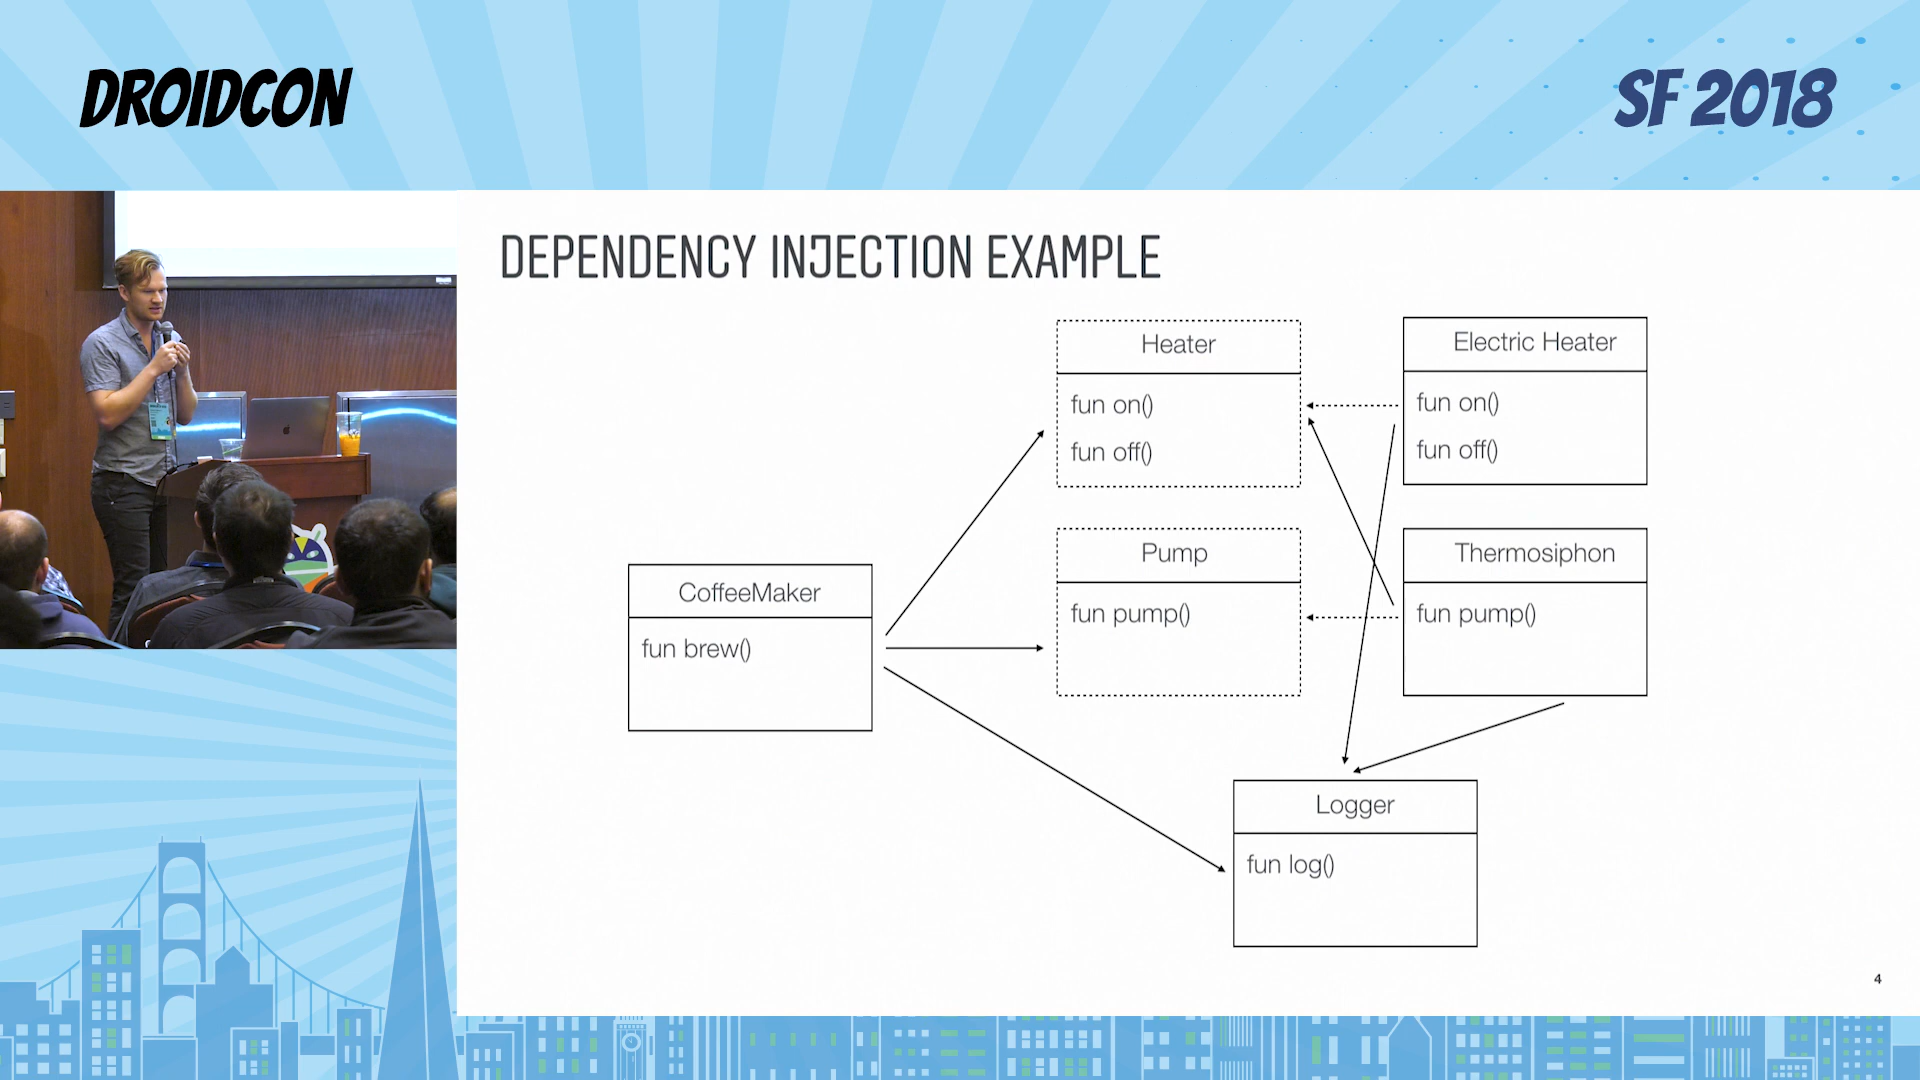 DROIDCON
SF 2018
DEPENDENCY INJECTION EXAMPLE
Heater
fun on()
fun off()
Electric Heater
fun on()
fun off()
Pump
fun pump()
Thermosiphon
fun pump()
CoffeeMaker
fun brew()
Logger
fun log()
4